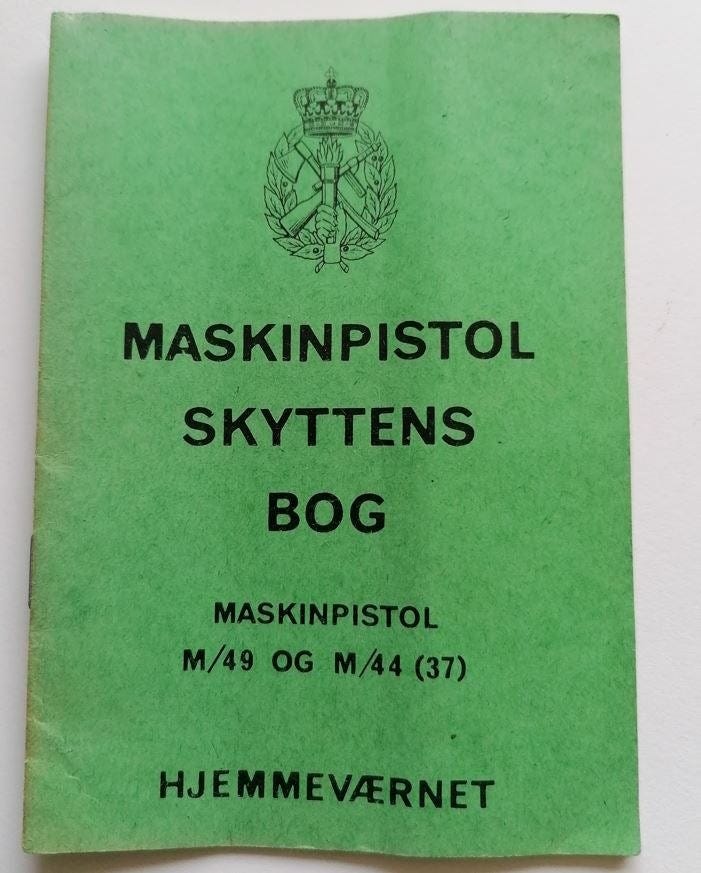 MASKINPISTOL
SKYTTENS
BOG
MASKINPISTOL
M/49 OG M/44 (37)
HJEMMEVÆRNET